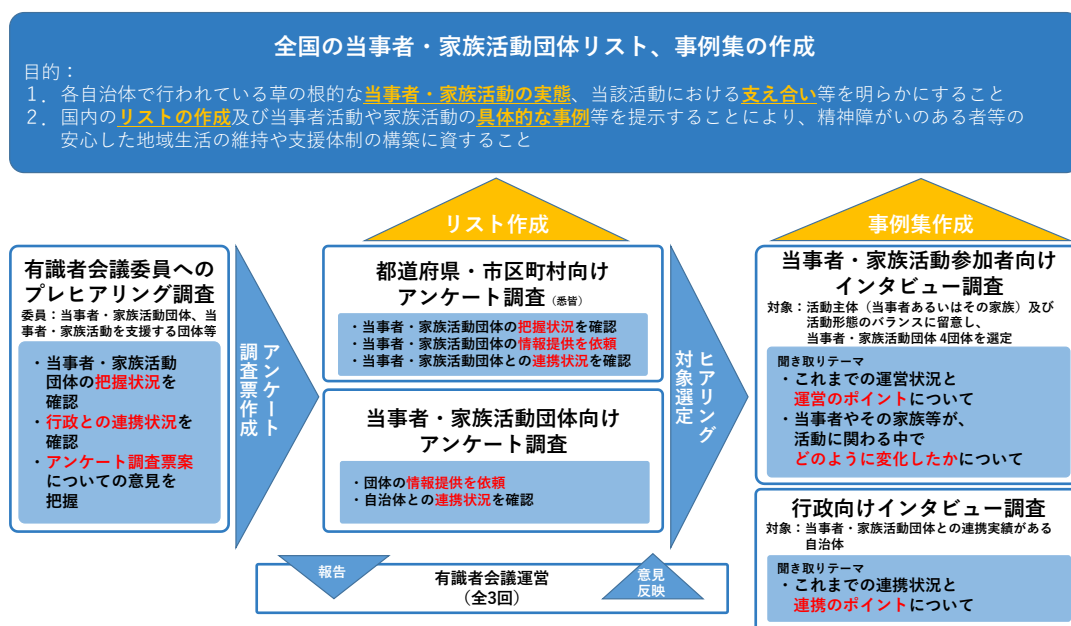 全国の当事者・家族活動団体リスト、事例集の作成
目的：
1．各自治体で行われている草の根的な当事者・家族活動の実態、当該活動における支え合い等を明らかにすること
2．国内のリストの作成及び当事者活動や家族活動の具体的な事例等を提示することにより、精神障がいのある者等の
安心した地域生活の維持や支援体制の構築に資すること
リスト作成
事例集作成
有識者会議委員への
プレヒアリング調査
委員：当事者・家族活動団体、当
事者・家族活動を支援する団体等
・当事者・家族活動
団体の把握状況を
確認
・行政との連携状況を
確認
・アンケート調査票案
についての意見を
把握
アンケート
調査票作成
都道府県・市区町村向け
アンケート調査（悉皆）
・当事者・家族活動団体の把握状況を確認
・当事者・家族活動団体の情報提供を依頼
・当事者・家族活動団体との連携状況を確認
当事者・家族活動団体向け
アンケート調査
・団体の情報提供を依頼
・自治体との連携状況を確認
ヒアリング
対象選定
当事者・家族活動参加者向け
インタビュー調査
対象：活動主体（当事者あるいはその家族）及び
活動形態のバランスに留意し、
当事者・家族活動団体 4団体を選定
聞き取りテーマ
・これまでの運営状況と
運営のポイントについて
・当事者やその家族等が、
活動に関わる中で
どのように変化したかについて
行政向けインタビュー調査
対象：当事者・家族活動団体との連携実績がある
自治体
聞き取りテーマ
・これまでの連携状況と
連携のポイントについて
報告
有識者会議運営
（全3回）
意見
反映